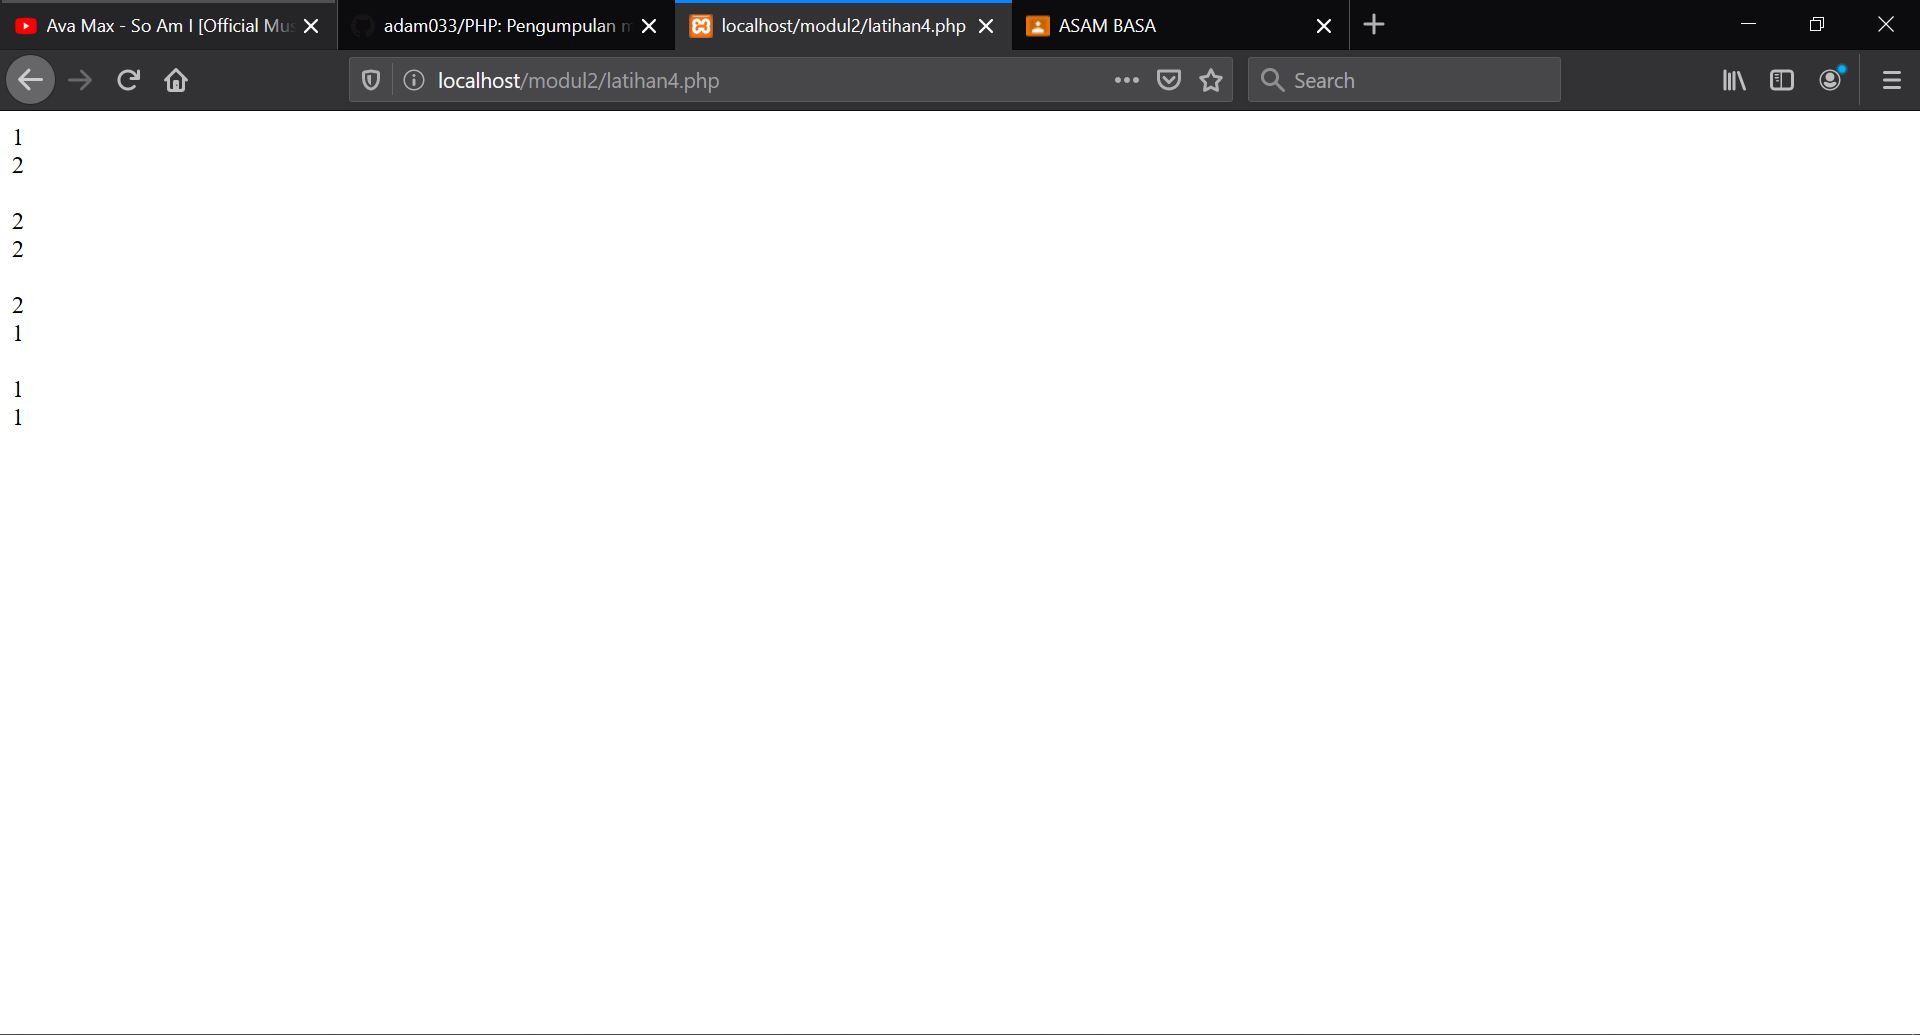 Ava Max - So Am I [Official Mus
adam033/PHP: Pengumpulan
localhost/modul2/latihan4.php
ASAM BASA
localhost/modul2/latihan4.php
Search
1
2
2
2
2
1
1
1